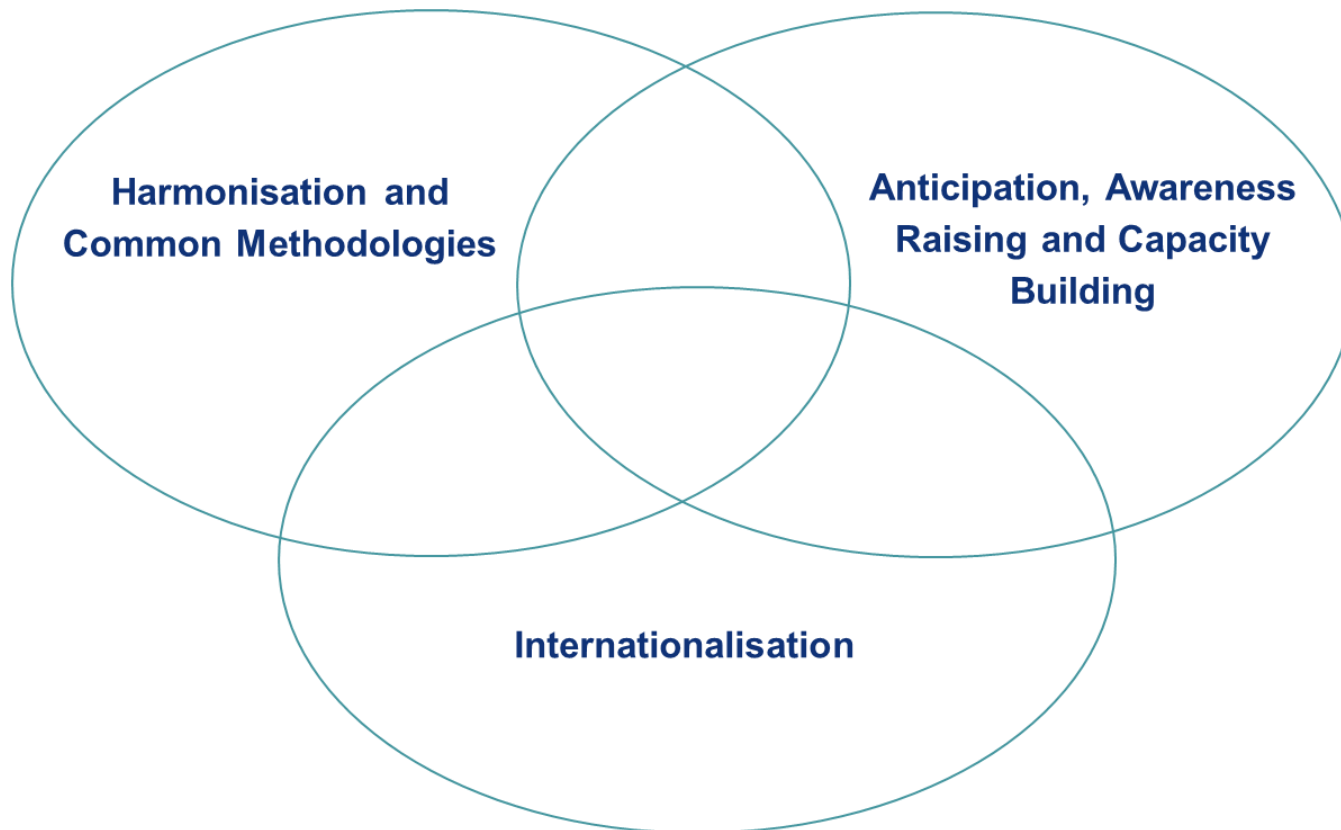 Harmonisation and
Common Methodologies
Anticipation, Awareness
Raising and Capacity
Building
Internationalisation